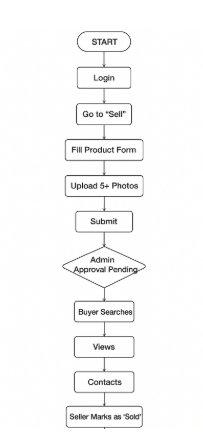 START
Login
Go to “Sell”
Fill Product Form
Upload 5+ Photos
Submit
Admin
Approval Pending
Buyer Searches
Views
Contacts
Seller Marks as ‘Sold’